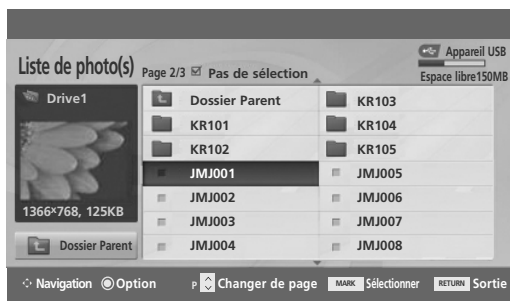 Appareil USB
Liste de photo(s) Page 2/3 Pas de sélection Espace libre150MB
Drive1
Dossier Parent KR103
KR101 KR104
KR102 KR105
JMJ001 JMJ005
JMJ002 JMJ006
JMJ003 JMJ007
JMJ004 JMJ008
1366x768, 125KB
Dossier Parent
Navigation Option P Changer de page MARK Sélectionner RETURN Sortie